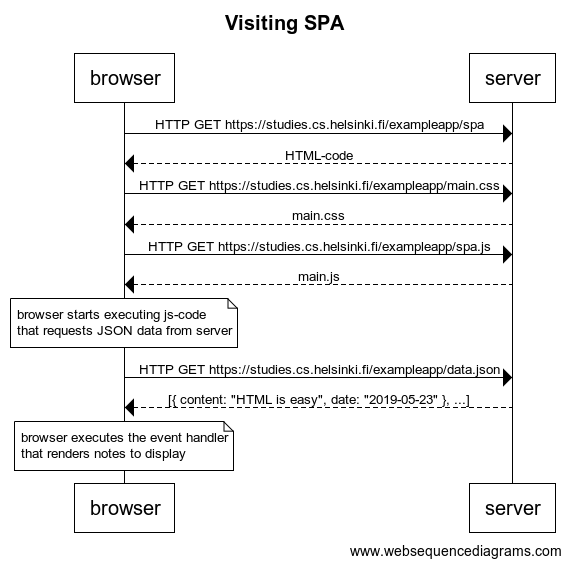 Visiting SPA
browser
server
HTTP GET https://studies.cs.helsinki.fi/exampleapp/spa
HTML-code
HTTP GET https://studies.cs.helsinki.fi/exampleapp/main.css
main.css
HTTP GET https://studies.cs.helsinki.fi/exampleapp/spa.js
main.js
browser starts executing js-code
that requests JSON data from server
HTTP GET https://studies.cs.helsinki.fi/exampleapp/data.json
[{ content: "HTML is easy", date: "2019-05-23" }, ...]
browser executes the event handler
that renders notes to display
browser
server
www.websequencediagrams.com